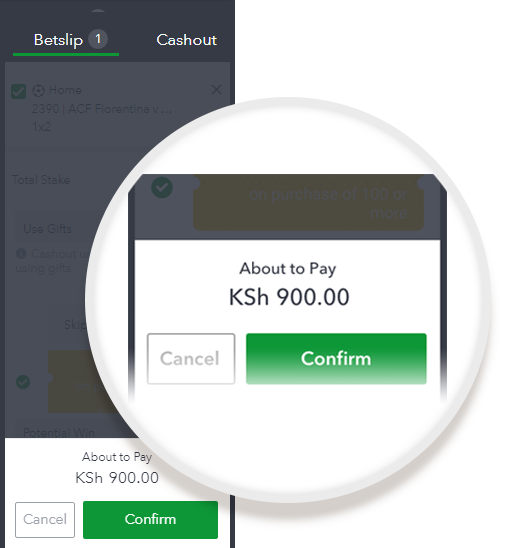 Betslip 1 Cashout
Home
2390 | ACF Fiorentina v...
1x2
Total Stake
Use Gifts
Cashout u
using gifts
Skip
Potential Win
About to Pay
KSh 900.00
Cancel Confirm
on purchase of 100 or
more
About to Pay
KSh 900.00
Cancel Confirm